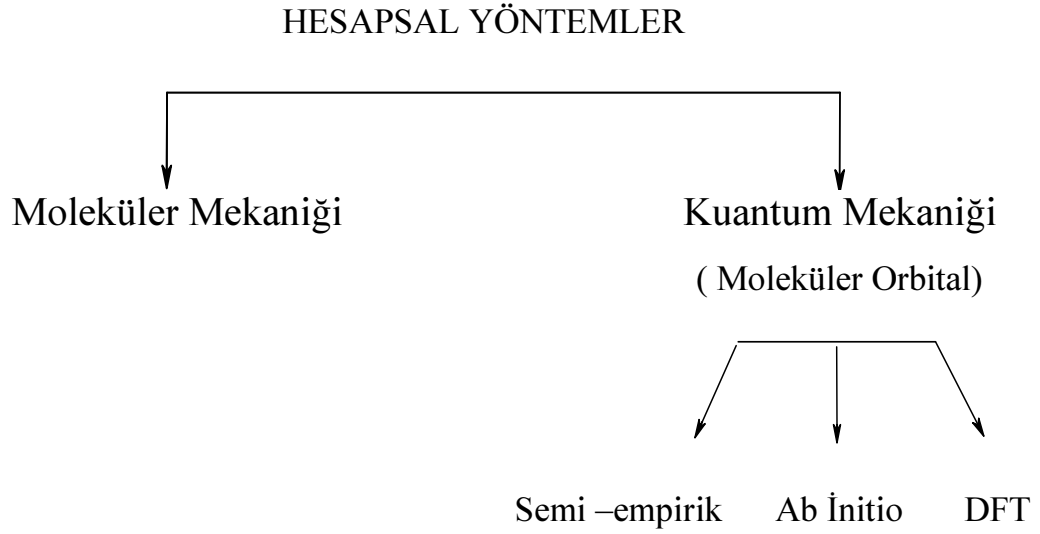 HESAPSAL YÖNTEMLER
Moleküler Mekaniği Kuantum Mekaniği
( Moleküler Orbital)
Semi –empirik Ab İnitio DFT